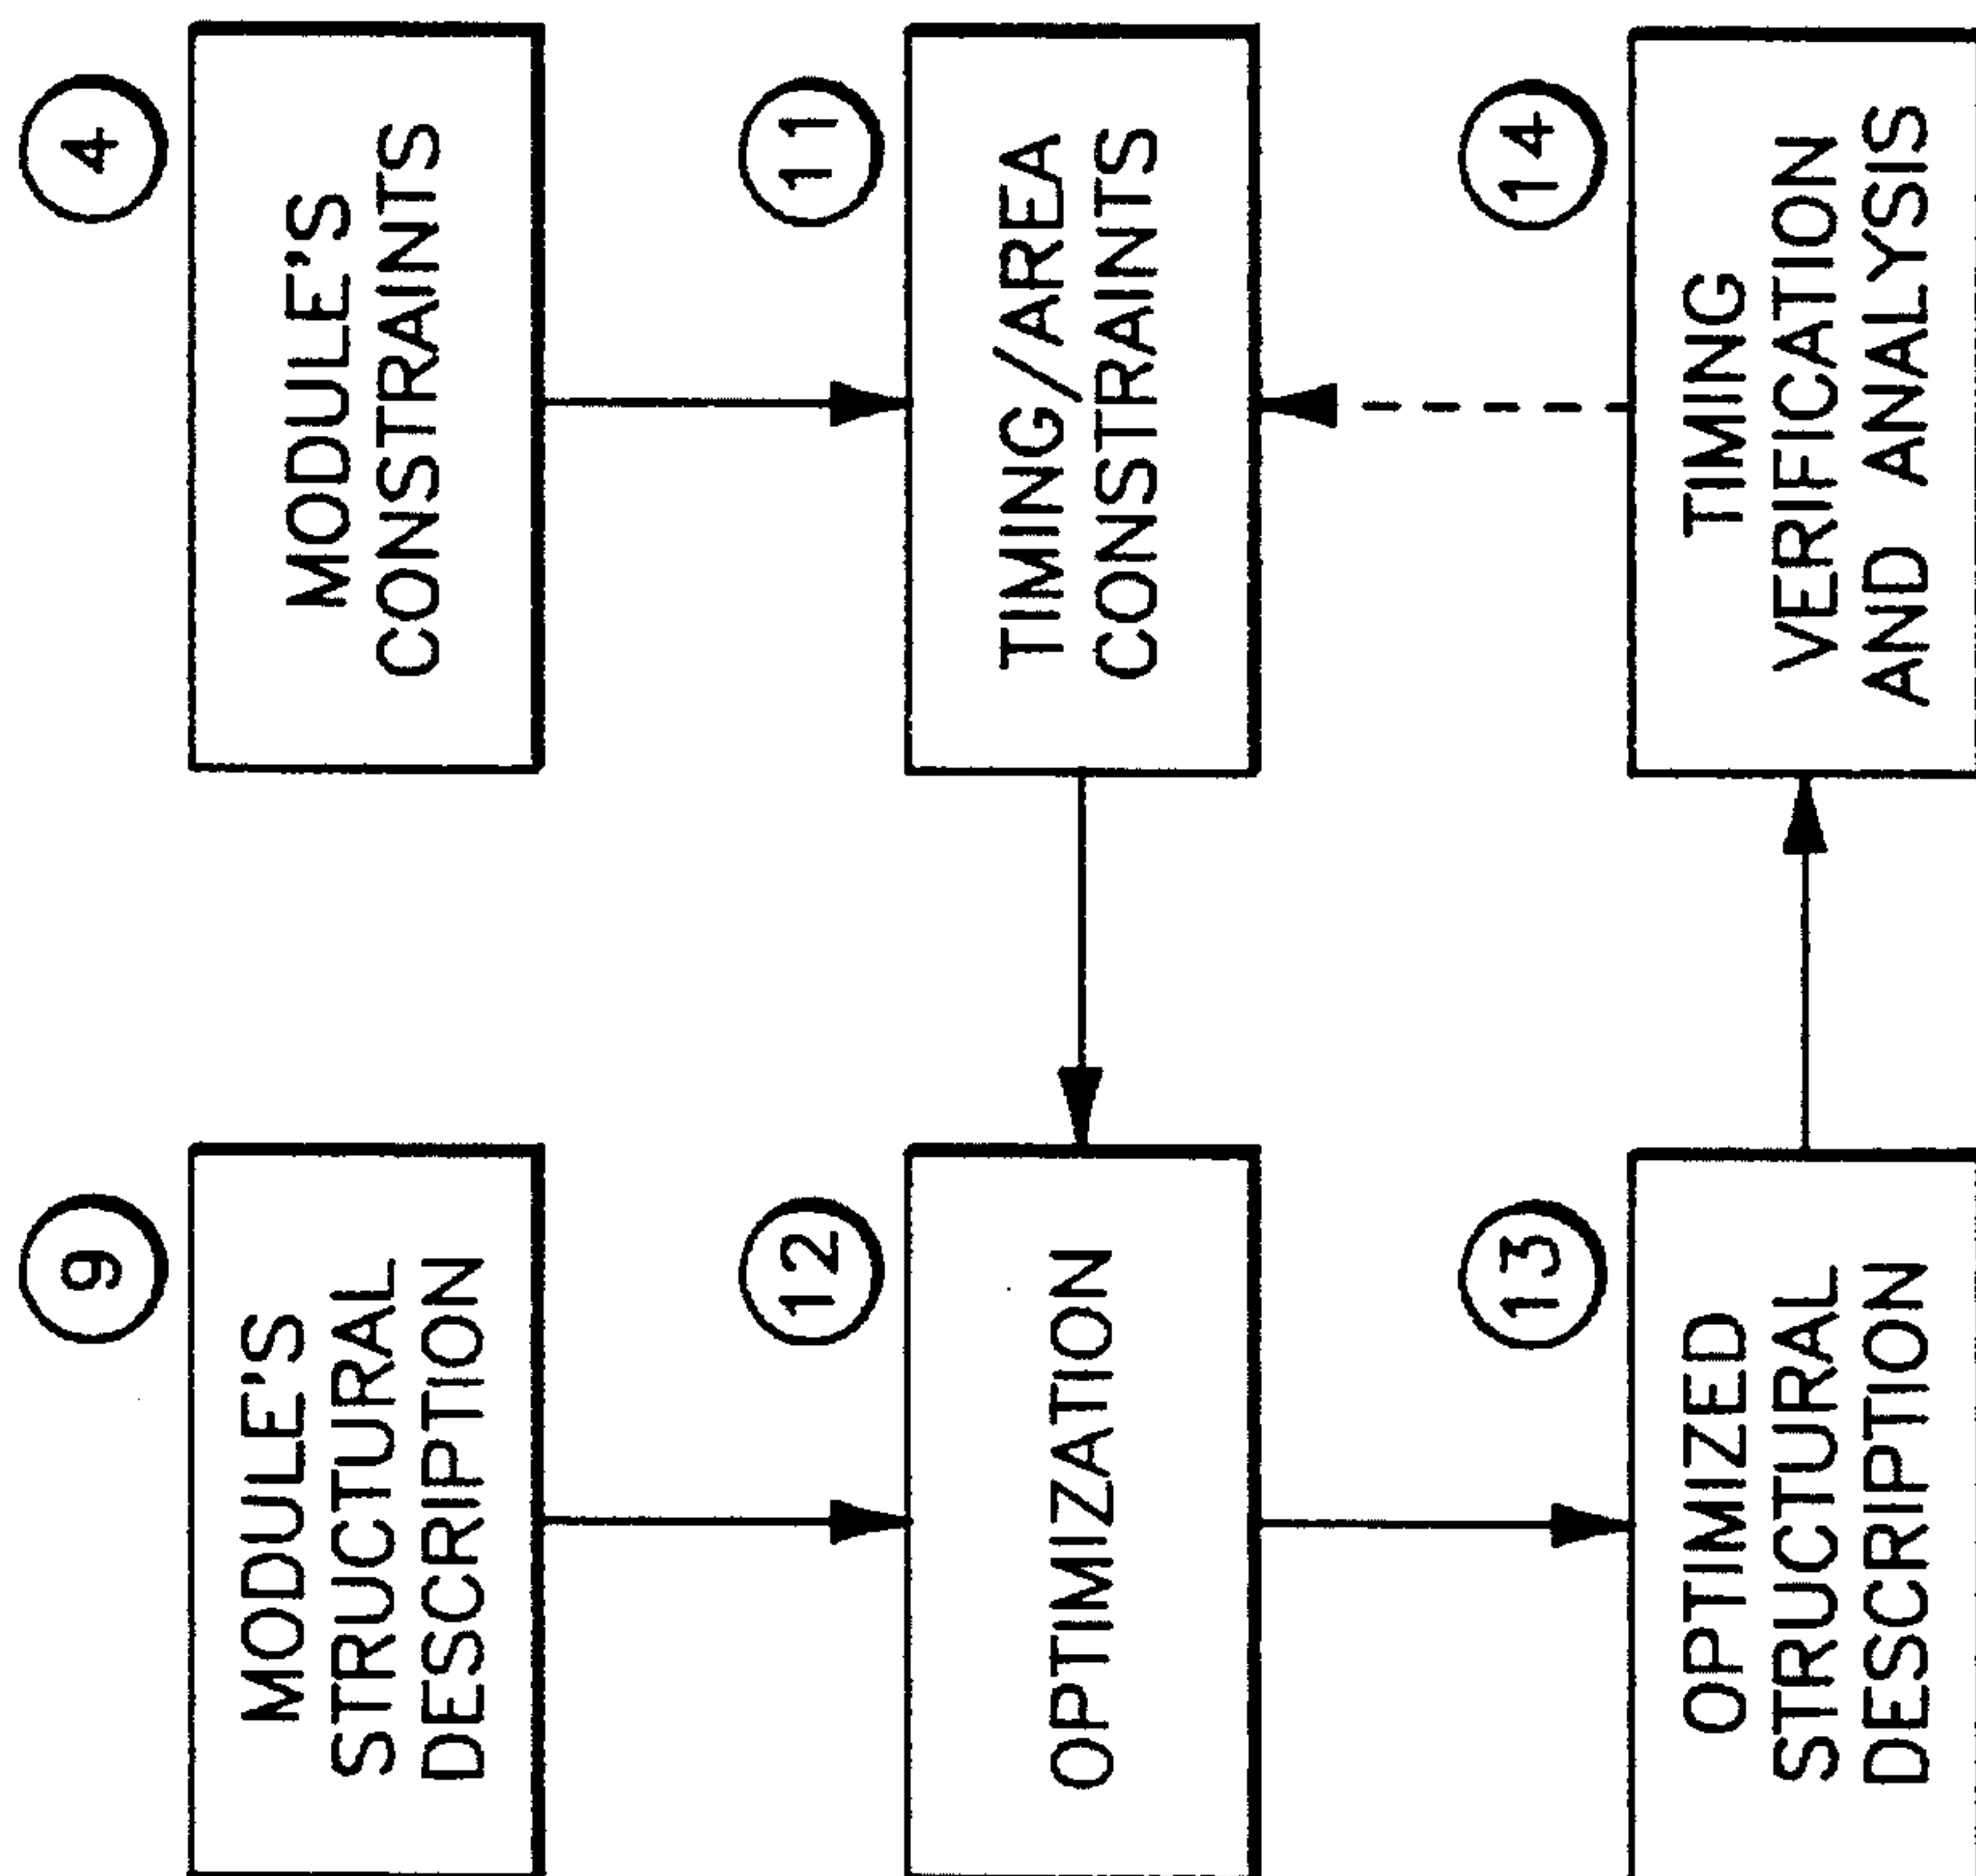 9
MODULE'S
STRUCTURAL
DESCRIPTION
4
MODULE'S
CONSTRAINTS
12
OPTIMIZATION
11
TIMING/AREA
CONSTRAINTS
13
OPTIMIZED
STRUCTURAL
DESCRIPTION
14
TIMING
VERIFICATION
AND ANALYSIS